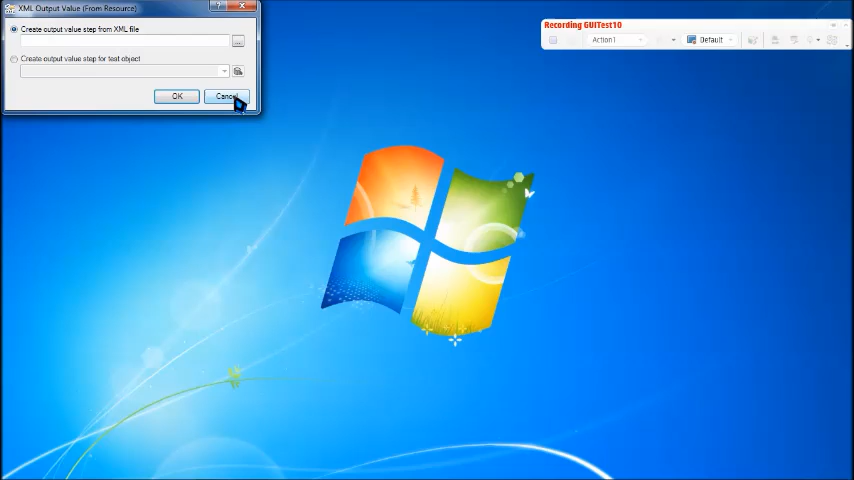 XML Output Value (From Resource)
Create output value step from XML file
...
Create output value step for test object
OK
Cancel
Recording GUITest10
Action1
Default